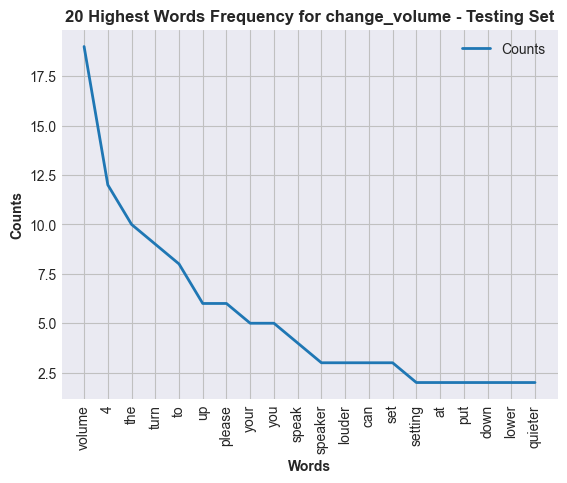 20 Highest Words Frequency for change_volume - Testing Set
Counts
17.5
15.0
12.5
10.0
7.5
5.0
2.5
Counts
volume
4
the
turn
to
up
please
your
you
speak
speaker
louder
can
set
setting
at
put
down
lower
quieter
Words